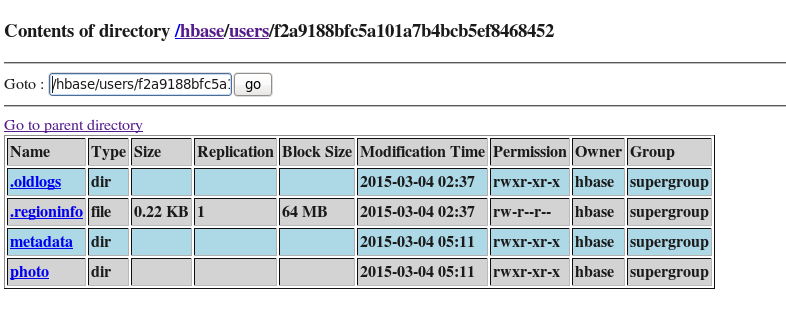 Contents of directory /hbase/users/f2a9188bfc5a101a7b4bcb5ef8468452
Goto : /hbase/users/f2a9188bfc5a1 go
Go to parent directory
Name Type Size Replication Block Size Modification Time Permission Owner Group
.oldlogs dir 2015-03-04 02:37 rwxr-xr-x hbase supergroup
.regioninfo file 0.22 KB 1 64 MB 2015-03-04 02:37 rw-r--r-- hbase supergroup
metadata dir 2015-03-04 05:11 rwxr-xr-x hbase supergroup
photo dir 2015-03-04 05:11 rwxr-xr-x hbase supergroup